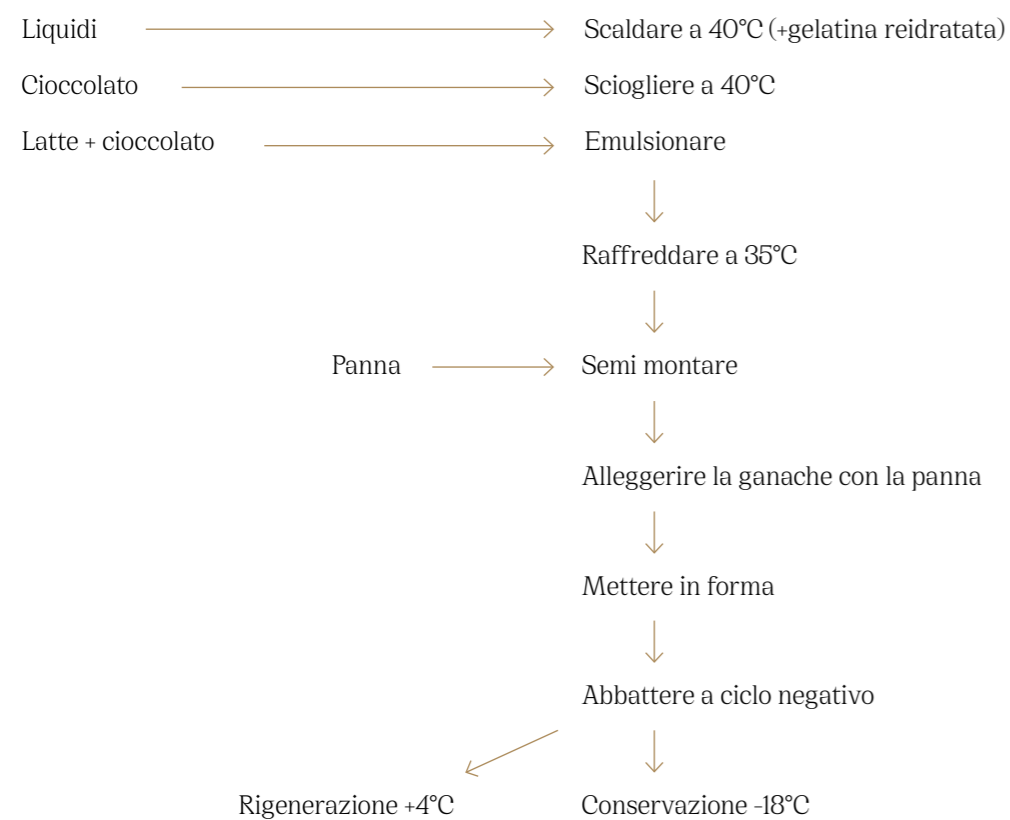 Liquidi
Scaldare a 40°C (+gelatina reidratata)
Cioccolato
Sciogliere a 40°C
Latte + cioccolato
Emulsionare
Raffreddare a 35°C
Panna
Semi montare
Alleggerire la ganache con la panna
Mettere in forma
Abbattere a ciclo negativo
Rigenerazione +4°C
Conservazione -18°C